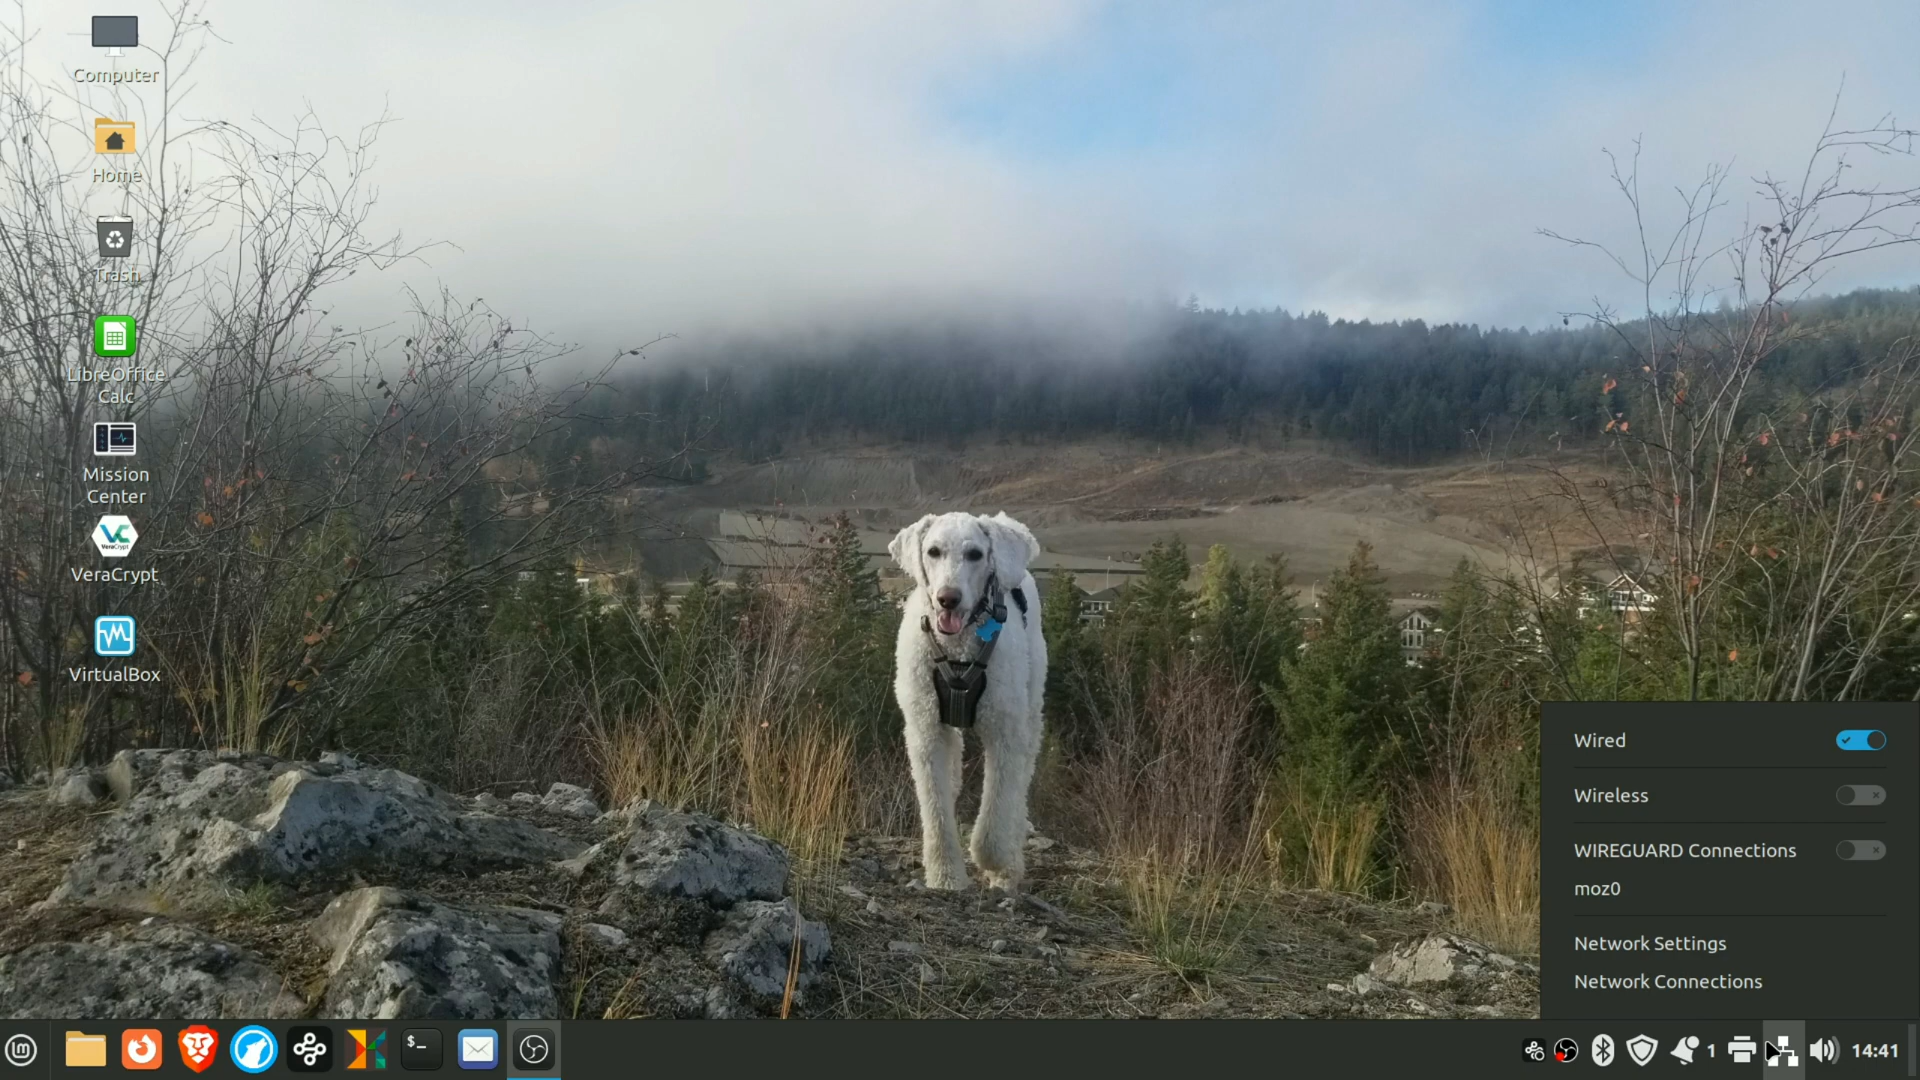 Computer
Home
Trash
LibreOffice
Calc
Mission
Center
VeraCrypt
VeraCrypt
VirtualBox
Wired
Wireless
WIREGUARD Connections
moz0
Network Settings
Network Connections
$_
1
14:41